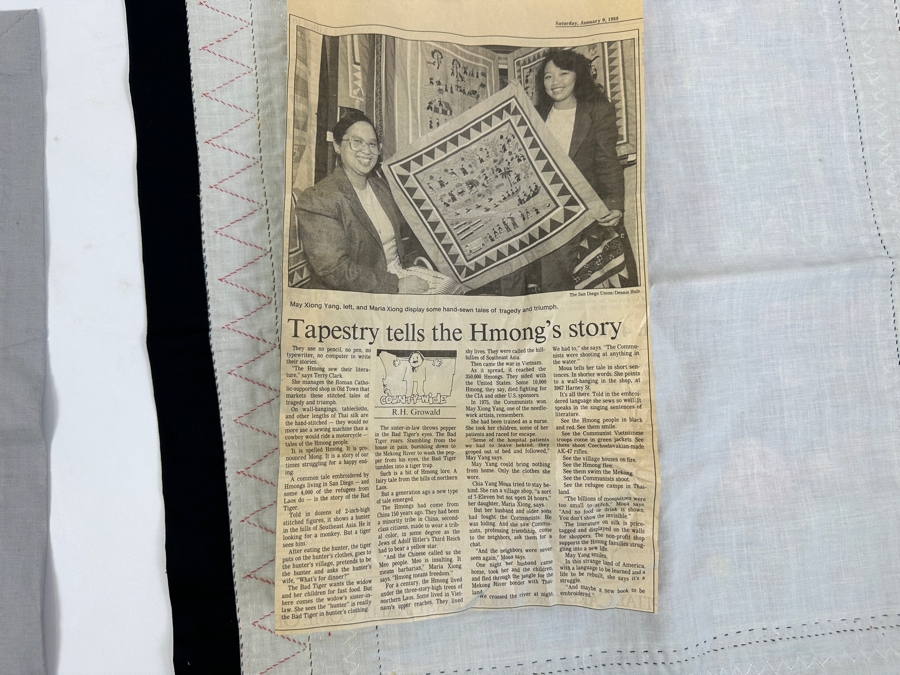 Saturday, January 9, 1988
The San Diego Union/Dennis Huls
May Xiong Yang, left, and Maria Xiong display some hand-sewn tales of tragedy and triumph.
Tapestry tells the Hmong's story
They use no pencil, no pen, no
typewriter, no computer to write
their stories.
"The Hmong sew their litera-
ture," says Terry Clark.
She manages the Roman Catho-
lic-supported shop in Old Town that
markets these stitched tales of
tragedy and triumph.
On wall-hangings, tablecloths,
and other lengths of Thai silk are
the hand-stitched — they would no
more use a sewing machine than a
cowboy would ride a motorcycle —
tales of the Hmong people.
It is spelled Hmong. It is pro-
nounced Mong. It is a story of our
times struggling for a happy end-
ing.
A common tale embroidered by
Hmongs living in San Diego — and
some 4,000 of the refugees from
Laos do — is the story of the Bad
Tiger.
Told in dozens of 2-inch-high
stitched figures, it shows a hunter
in the hills of Southeast Asia. He is
looking for a monkey. But a tiger
sees him.
After eating the hunter, the tiger
puts on the hunter's clothes, goes to
the hunter's village, pretends to be
the hunter and asks the hunter's
wife, "What's for dinner?"
The Bad Tiger wants the widow
and her children for fast food. But
here comes the widow's sister-in-
law. She sees the "hunter" is really
the Bad Tiger in hunter's clothing.
COUNTY-WIDE
R.H. Growald
The sister-in-law throws pepper
in the Bad Tiger's eyes. The Bad
Tiger roars. Stumbling from the
house in pain, bumbling down to
the Mekong River to wash the pep-
per from his eyes, the Bad Tiger
tumbles into a tiger trap.
Such is a bit of Hmong lore. A
fairy tale from the hills of northern
Laos.
But a generation ago a new type
of tale emerged.
The Hmongs had come from
China 150 years ago. They had been
a minority tribe in China, second-
class citizens, made to wear a trib-
al color, in some degree as the
Jews of Adolf Hitler's Third Reich
had to bear a yellow star.
"And the Chinese called us the
Meo people. Meo is insulting. It
means barbarian," Maria Xiong
says. "Hmong means freedom."
For a century, the Hmong lived
under the three-story-high trees of
northern Laos. Some lived in Viet-
nam's upper reaches. They lived
shy lives. They were called the hill-
billies of Southeast Asia.
Then came the war in Vietnam.
As a spread, it reached the
350,000 Hmongs. They sided with
the United States. Some 10,000
Hmong, they say, died fighting for
the CIA and other U.S. sponsors.
In 1975, the Communists won.
May Xiong Yang, one of the needle-
work artists, remembers.
She had been trained as a nurse.
She took her children, some of her
patients and raced for escape.
"Some of the hospital patients
we had to leave behind, they
groped out of bed and followed,"
May Yang says.
May Yang could bring nothing
from home. Only the clothes she
wore.
Chia Vang Moua tried to stay be-
hind. She ran a village shop, "a sort
of 7-Eleven but not open 24 hours,"
her daughter, Maria Xiong, says.
But her husband and older sons
had fought the Communists. He
was hiding. And she saw Commu-
nists, professing friendship, come
to the neighbors, ask them for a
chat.
"And the neighbors were never
seen again," Moua says.
One night her husband came
home, took her and the children
and fled through the jungle for the
Mekong River border with Thai-
land.
"We crossed the river at night.
We had to," she says. "The Commu-
nists were shooting at anything in
the water."
Moua tells her tale in short sen-
tences. In shorter words. She points
to a wall-hanging in the shop, at
3967 Harney St.
It's all there. Told in the embroi-
dered language she sews so well. It
speaks in the singing sentences of
literature.
See the Hmong people in black
and red. See them smile.
See the Communist Vietnamese
troops come in green jackets. See
them shoot Czechoslovakian-made
AK-47 rifles.
See the village houses on fire.
See the Hmong flee.
See them swim the Mekong.
See the Communists shoot.
See the refugee camps in Thai-
land.
"The billions of mosquitoes were
too small to stitch," Moua says.
"And no food or drink is shown.
You don't show the invisible."
The literature on silk is price-
tagged and displayed on the walls
for shoppers. The non-profit shop
supports the Hmong families strug-
gling into a new life.
May Yang smiles.
In this strange land of America,
with a language to be learned and a
life to be rebuilt, she says it's a
struggle.
"And maybe a new book to be
embroidered."